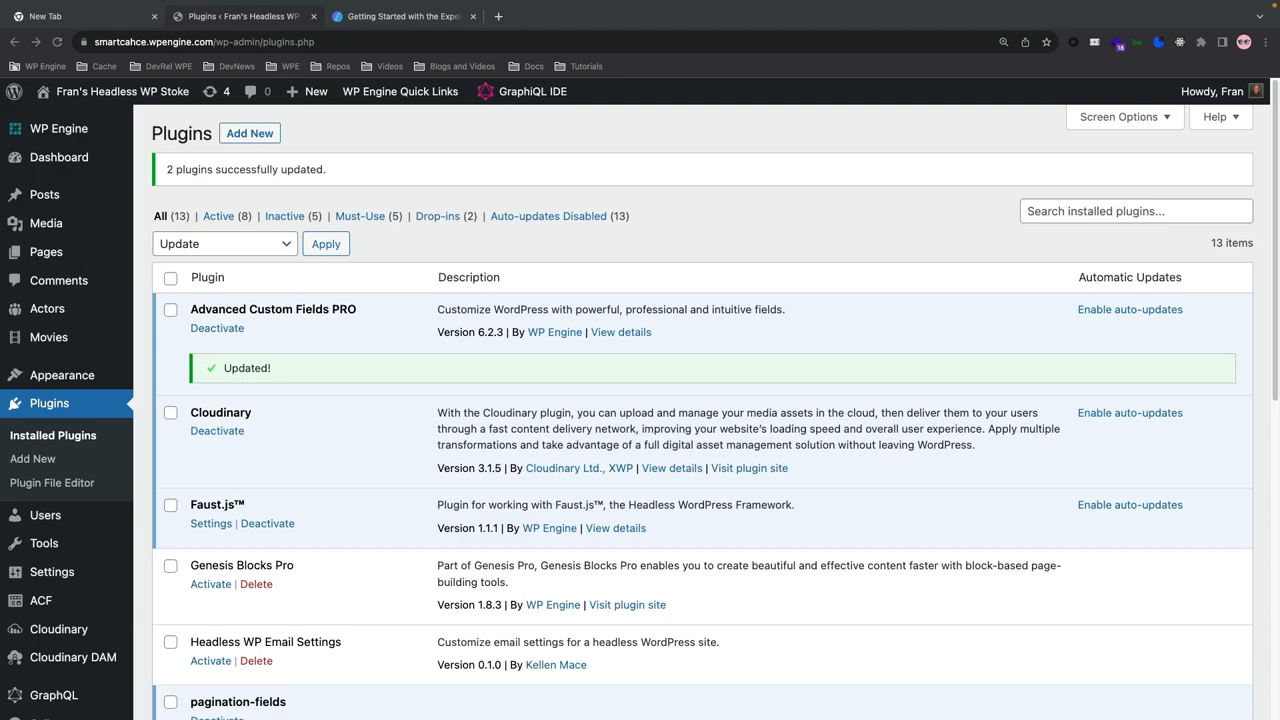 New Tab
Plugins ‹ Fran's Headless WP
Getting Started with the Expe
smartcahce.wpengine.com/wp-admin/plugins.php
18
WP Engine
Cache
DevRel WPE
DevNews
WPE
Repos
Videos
Blogs and Videos
Docs
Tutorials
Fran's Headless WP Stoke
4
0
New
WP Engine Quick Links
GraphiQL IDE
Howdy, Fran
WP Engine
Dashboard
Posts
Media
Pages
Comments
Actors
Movies
Appearance
Plugins
Installed Plugins
Add New
Plugin File Editor
Users
Tools
Settings
ACF
Cloudinary
Cloudinary DAM
GraphQL
Screen Options
Help
Plugins
Add New
2 plugins successfully updated.
All (13) | Active (8) | Inactive (5) | Must-Use (5) | Drop-ins (2) | Auto-updates Disabled (13)
Search installed plugins...
Update
Apply
13 items
Plugin
Description
Automatic Updates
Advanced Custom Fields PRO
Deactivate
Customize WordPress with powerful, professional and intuitive fields.
Version 6.2.3 | By WP Engine | View details
Enable auto-updates
Updated!
Cloudinary
Deactivate
With the Cloudinary plugin, you can upload and manage your media assets in the cloud, then deliver them to your users
through a fast content delivery network, improving your website's loading speed and overall user experience. Apply multiple
transformations and take advantage of a full digital asset management solution without leaving WordPress.
Version 3.1.5 | By Cloudinary Ltd., XWP | View details | Visit plugin site
Enable auto-updates
Faust.js™
Settings | Deactivate
Plugin for working with Faust.js™, the Headless WordPress Framework.
Version 1.1.1 | By WP Engine | View details
Enable auto-updates
Genesis Blocks Pro
Activate | Delete
Part of Genesis Pro, Genesis Blocks Pro enables you to create beautiful and effective content faster with block-based page-
building tools.
Version 1.8.3 | By WP Engine | Visit plugin site
Headless WP Email Settings
Activate | Delete
Customize email settings for a headless WordPress site.
Version 0.1.0 | By Kellen Mace
pagination-fields
Deactivate